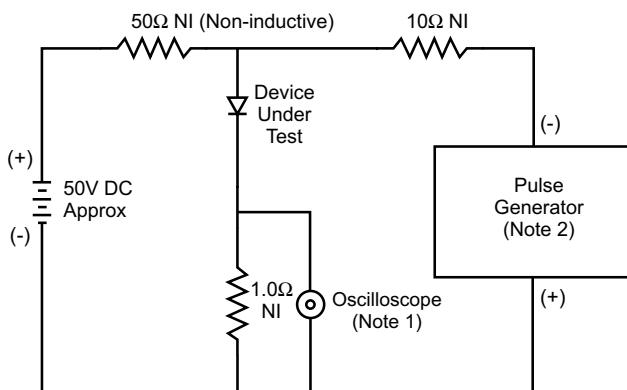 50Ω NI (Non-inductive)
10Ω NI
Device
Under
Test
(+)
50V DC
Approx
(-)
(-)
Pulse
Generator
(Note 2)
(+)
1.0Ω
NI
Oscilloscope
(Note 1)